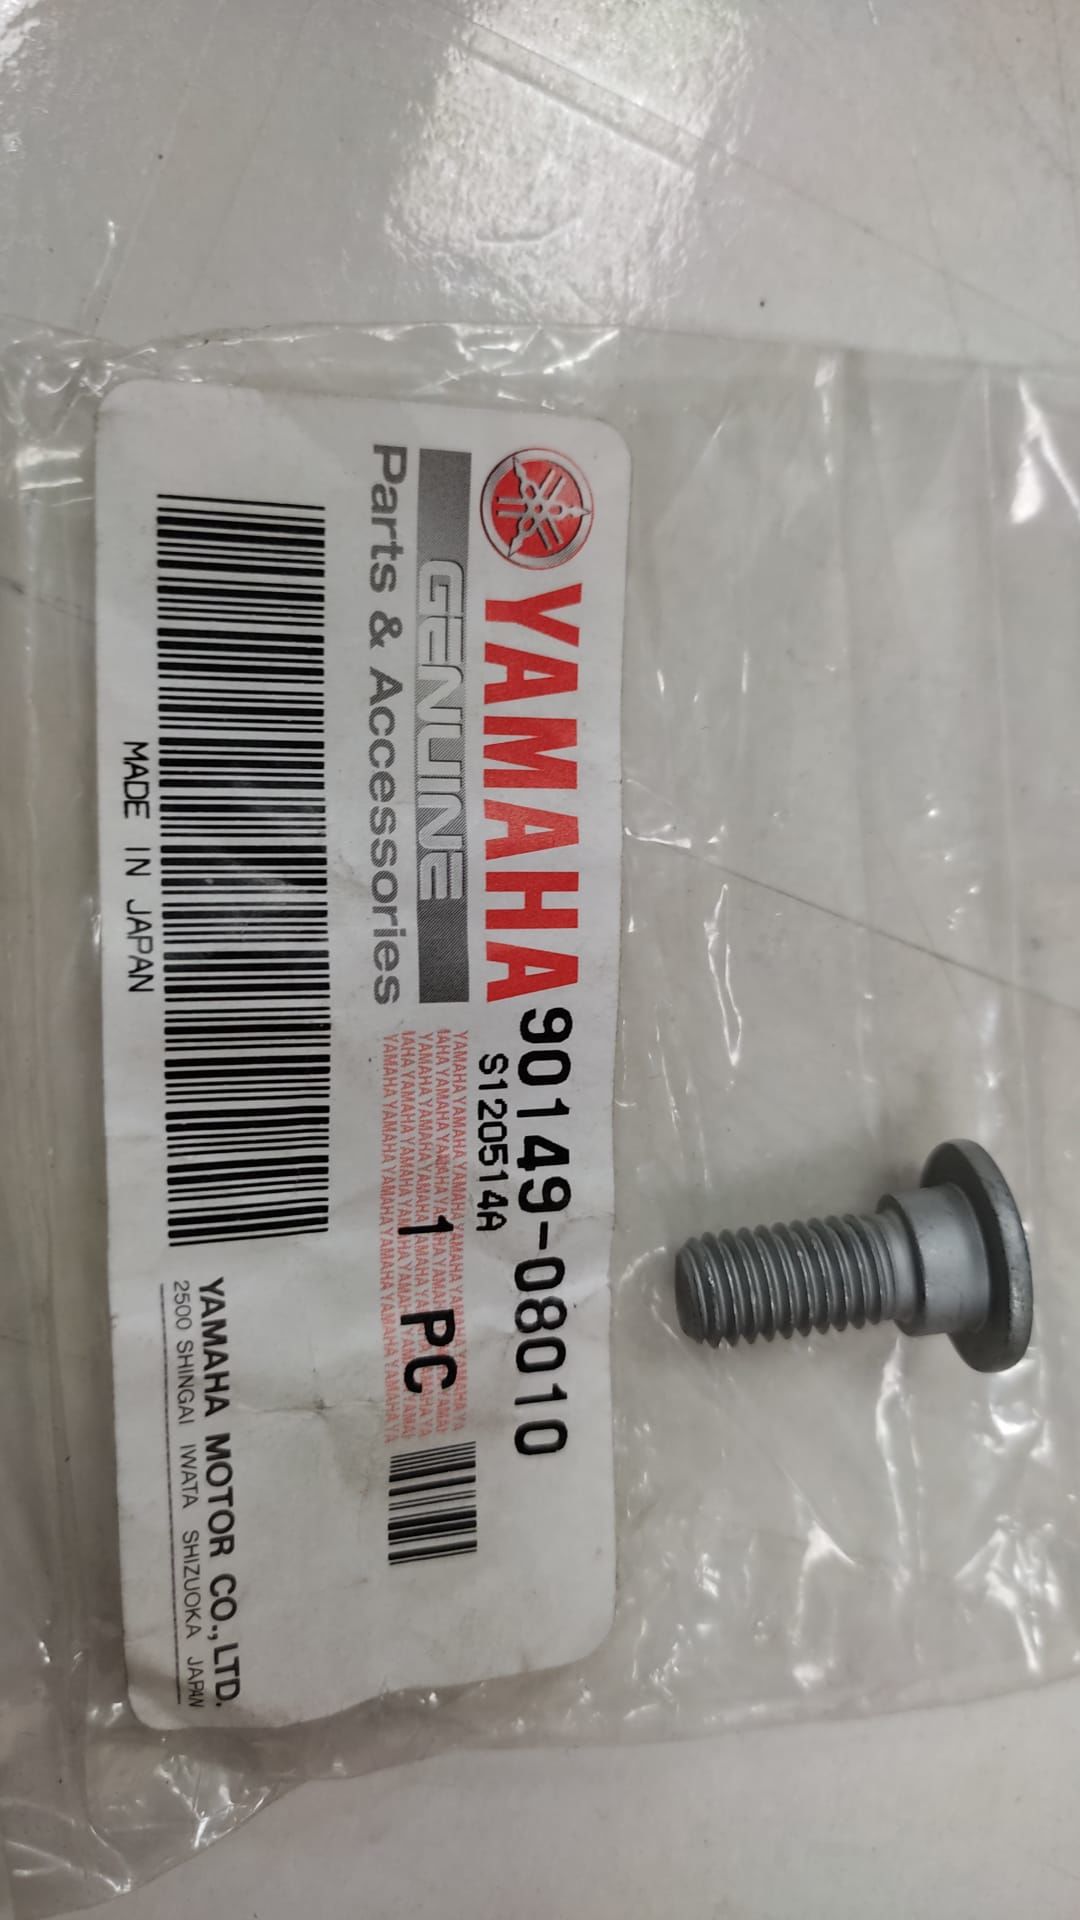 YAMAHA 90149-08010
GENUINE S120514A
Parts & Accessories 1 PC
MADE IN JAPAN
YAMAHA MOTOR CO., LTD.
2500 SHINGAI IWATA SHIZUOKA JAPAN